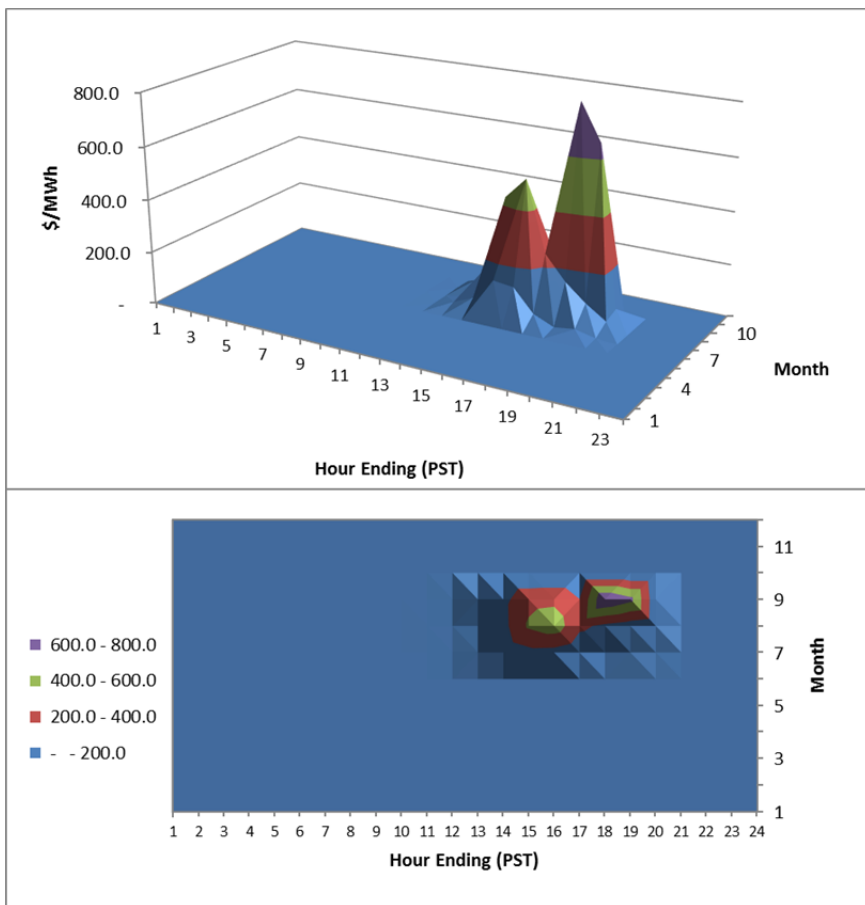 800.0
600.0
400.0
200.0
-
$/MWh
1 3 5 7 9 11 13 15 17 19 21 23
Hour Ending (PST)
10
7
4
1
Month
11
9
7
5
3
1
Month
600.0 - 800.0
400.0 - 600.0
200.0 - 400.0
- - 200.0
1 2 3 4 5 6 7 8 9 10 11 12 13 14 15 16 17 18 19 20 21 22 23 24
Hour Ending (PST)